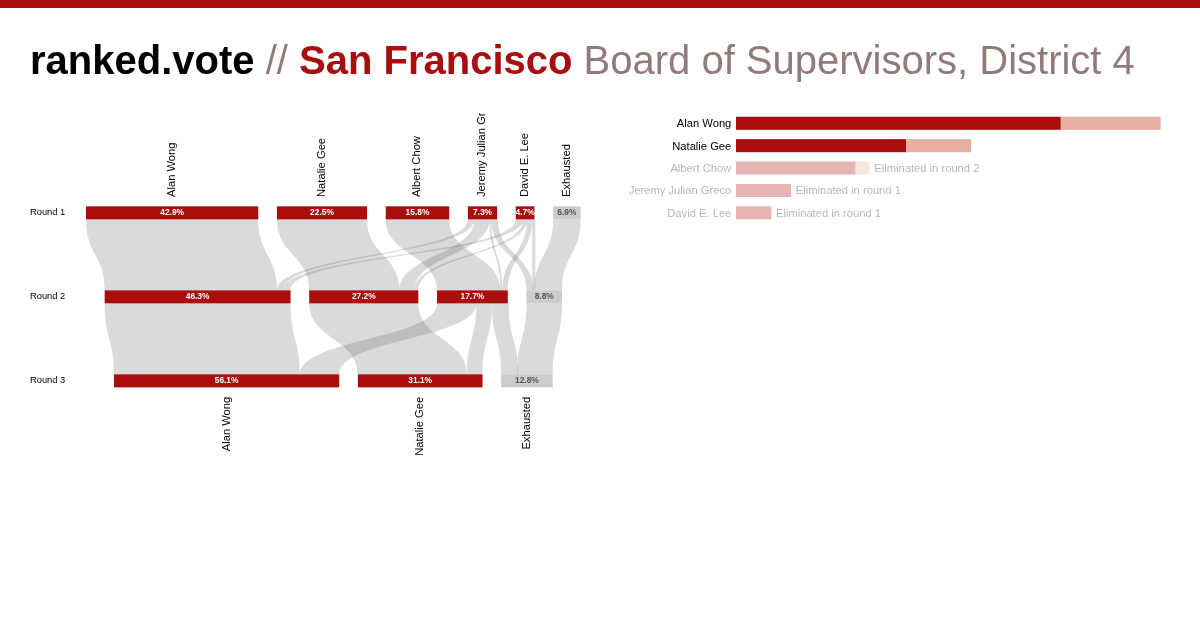 ranked.vote // San Francisco Board of Supervisors, District 4
Alan Wong
Natalie Gee
Albert Chow
Jeremy Julian Gr
David E. Lee
Exhausted
Round 1
42.9%
22.5%
15.8%
7.3%
4.7%
6.9%
Round 2
46.3%
27.2%
17.7%
8.8%
Round 3
56.1%
31.1%
12.8%
Alan Wong
Natalie Gee
Exhausted
Alan Wong
Natalie Gee
Albert Chow Eliminated in round 2
Jeremy Julian Greco Eliminated in round 1
David E. Lee Eliminated in round 1